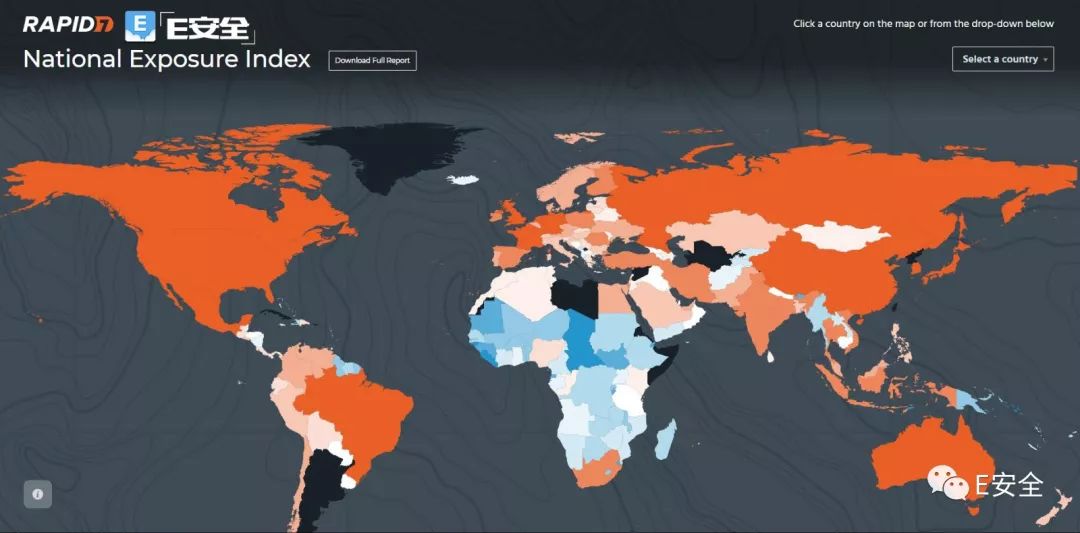 RAPID7
E
E安全
Click a country on the map or from the drop-down below
National Exposure Index
Download Full Report
Select a country
i
E安全